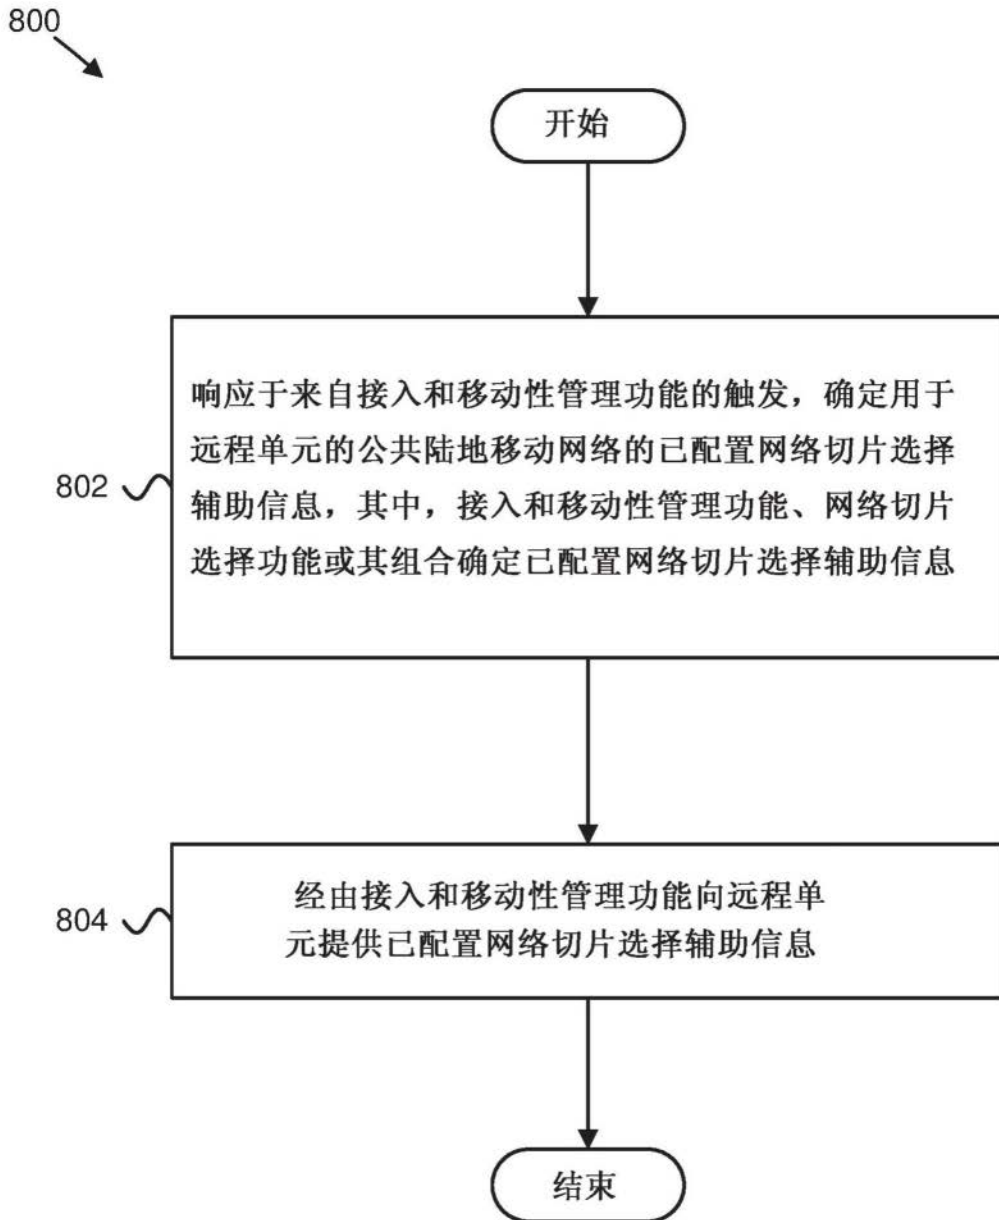 800
开始
响应于来自接入和移动性管理功能的触发，确定用于
远程单元的公共陆地移动网络的已配置网络切片选择
辅助信息，其中，接入和移动性管理功能、网络切片
选择功能或其组合确定已配置网络切片选择辅助信息
802
经由接入和移动性管理功能向远程单
元提供已配置网络切片选择辅助信息
804
结束